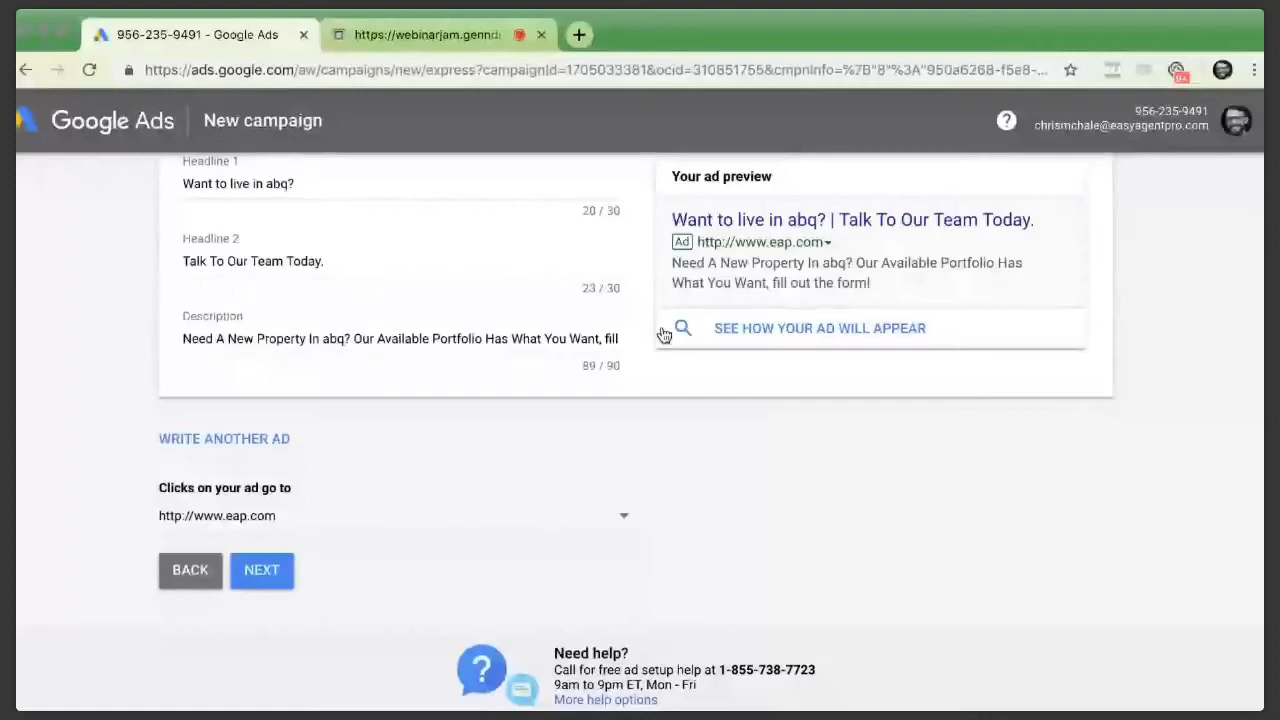 956-235-9491 - Google Ads
https://webinarjam.gennd
https://ads.google.com/aw/campaigns/new/express?campaignId=1705033381&ocid=310851755&cmpnInfo=%7B"8"%3A"950a6268-f5e8-...
Google Ads
New campaign
956-235-9491
chrismchale@easyagentpro.com
Headline 1
Want to live in abq?
20 / 30
Headline 2
Talk To Our Team Today.
23 / 30
Description
Need A New Property In abq? Our Available Portfolio Has What You Want, fill
89 / 90
Your ad preview
Want to live in abq? | Talk To Our Team Today.
Ad http://www.eap.com
Need A New Property In abq? Our Available Portfolio Has
What You Want, fill out the form!
SEE HOW YOUR AD WILL APPEAR
WRITE ANOTHER AD
Clicks on your ad go to
http://www.eap.com
BACK
NEXT
Need help?
Call for free ad setup help at 1-855-738-7723
9am to 9pm ET, Mon - Fri
More help options